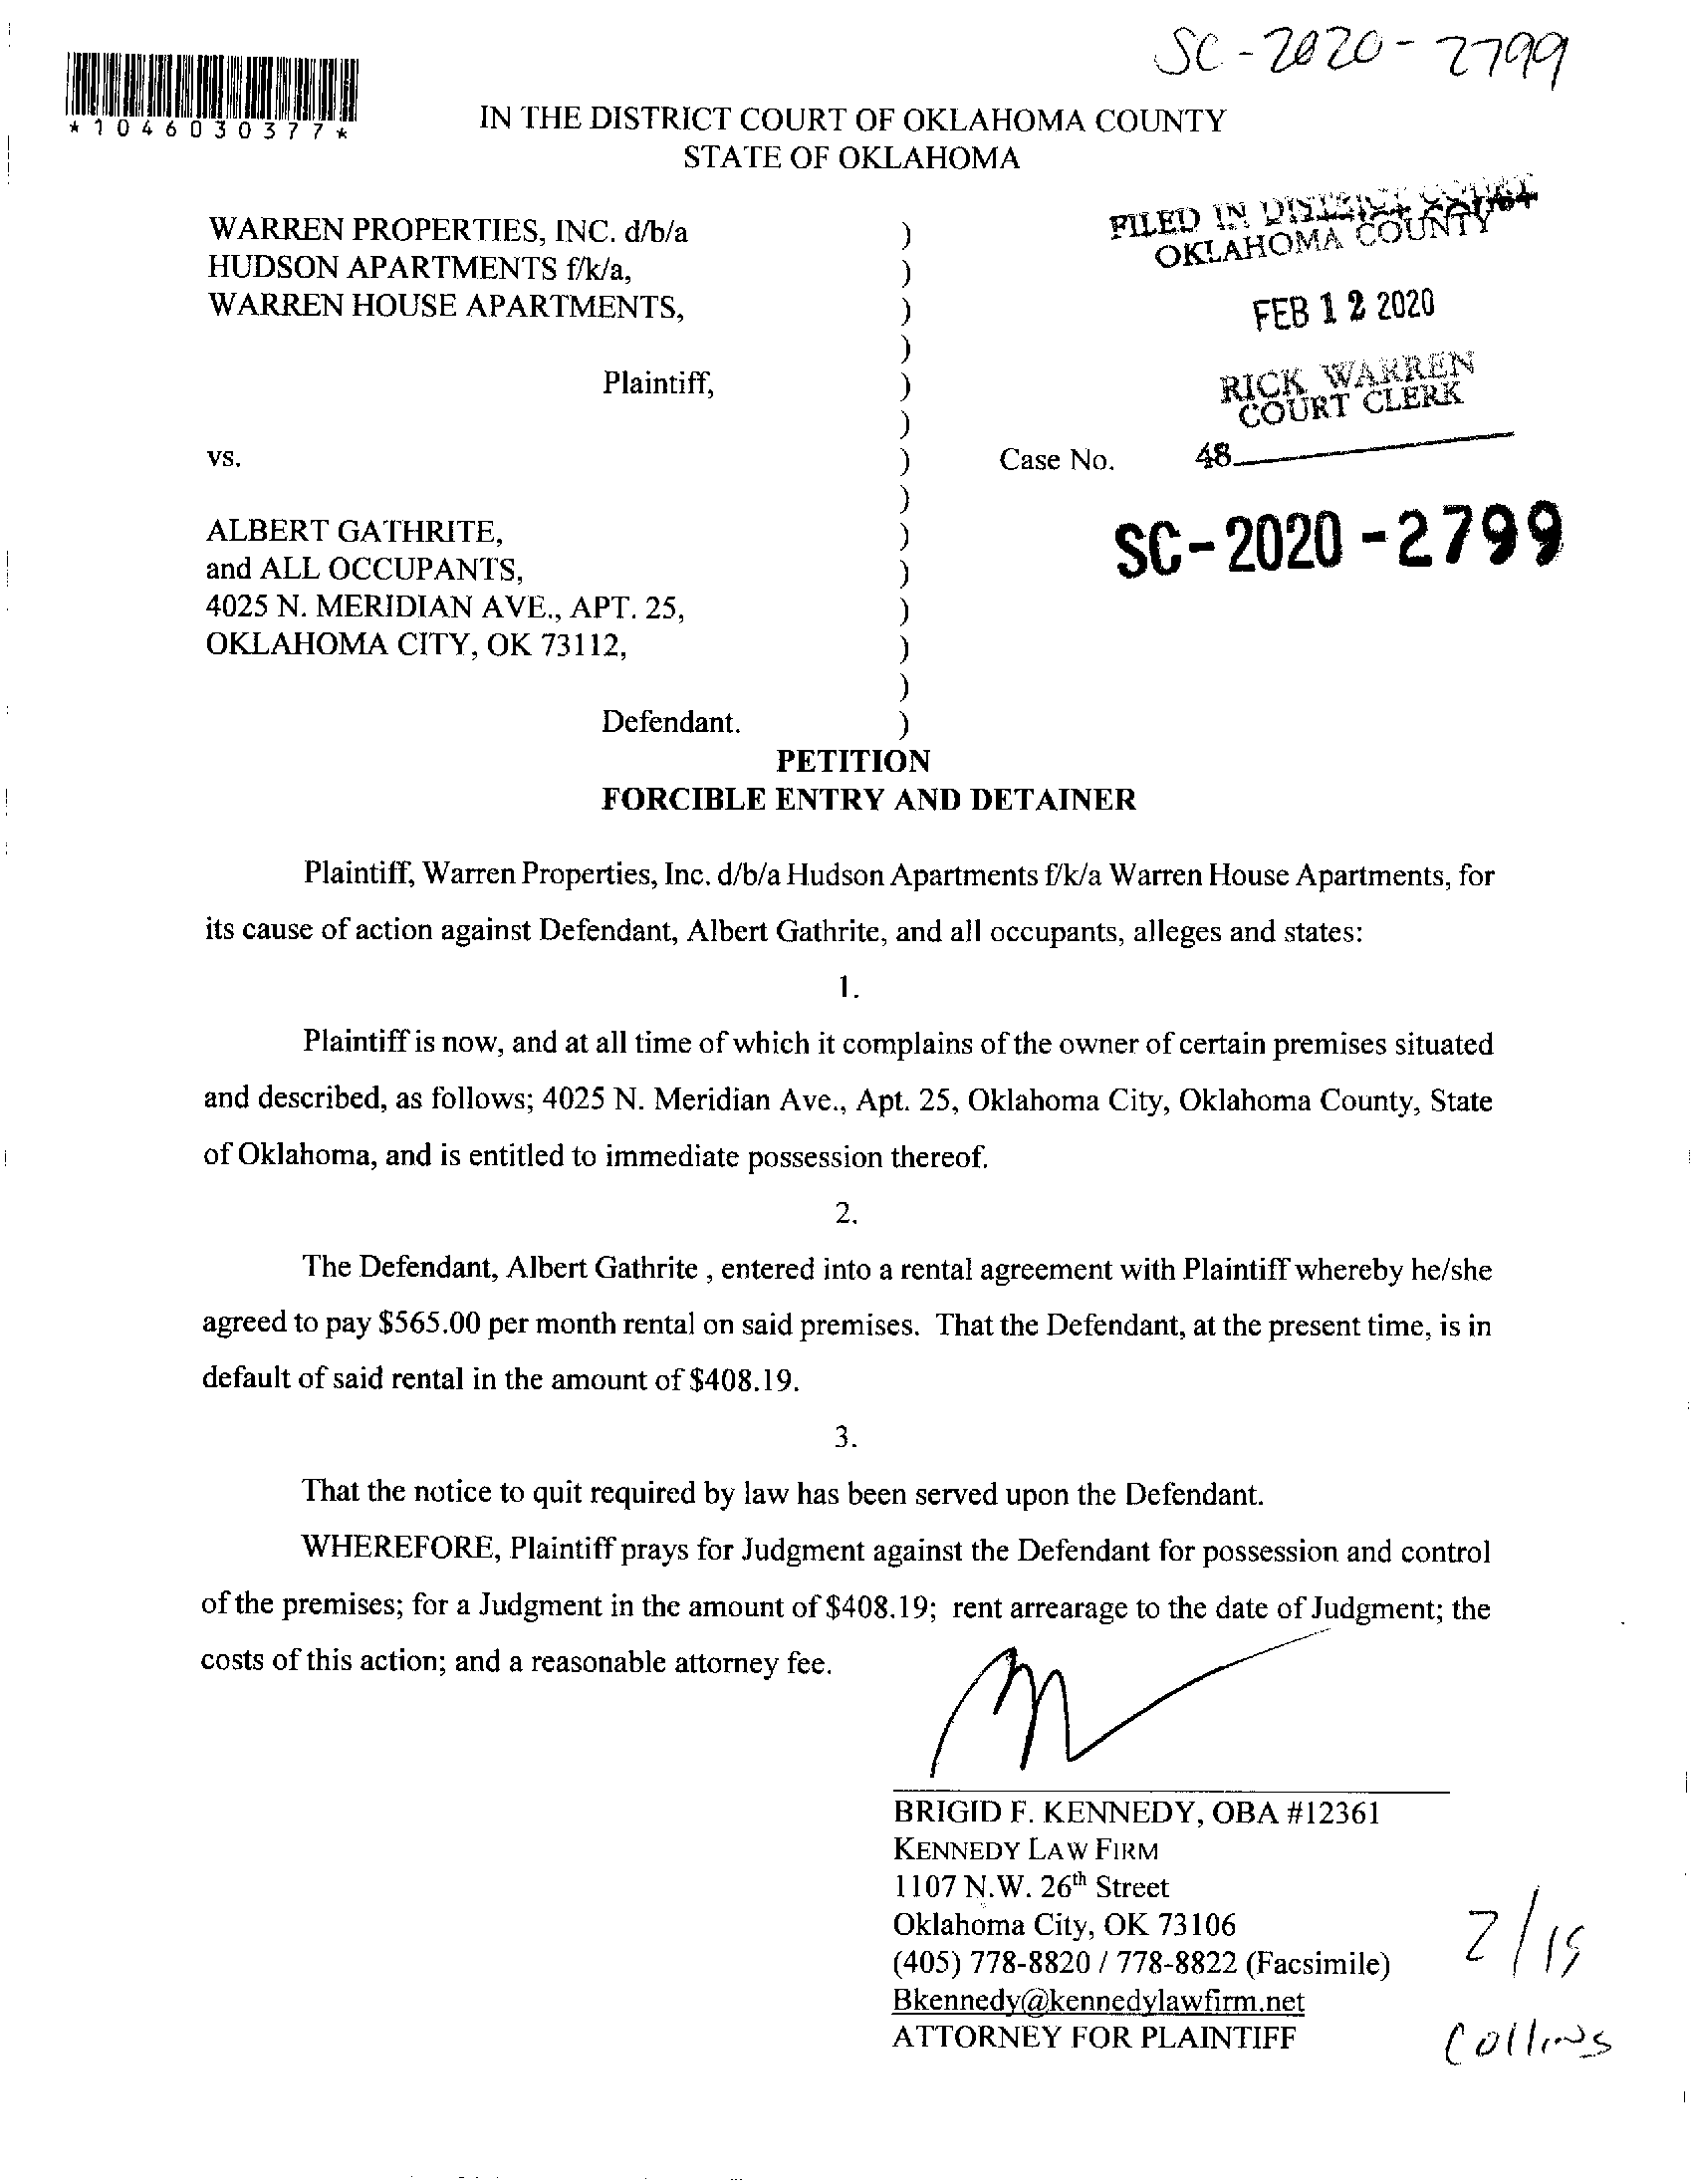 SC-2020-2799
*1046030377*
IN THE DISTRICT COURT OF OKLAHOMA COUNTY
STATE OF OKLAHOMA
FILED IN DISTRICT COURT
OKLAHOMA COUNTY
FEB 12 2020
RICK WARREN
COURT CLERK
48
WARREN PROPERTIES, INC. d/b/a )
HUDSON APARTMENTS f/k/a, )
WARREN HOUSE APARTMENTS, )
)
Plaintiff, )
)
vs. ) Case No.
)
SC-2020-2799
ALBERT GATHRITE, )
and ALL OCCUPANTS, )
4025 N. MERIDIAN AVE., APT. 25, )
OKLAHOMA CITY, OK 73112, )
)
Defendant. )
PETITION
FORCIBLE ENTRY AND DETAINER
Plaintiff, Warren Properties, Inc. d/b/a Hudson Apartments f/k/a Warren House Apartments, for
its cause of action against Defendant, Albert Gathrite, and all occupants, alleges and states:
1.
Plaintiff is now, and at all time of which it complains of the owner of certain premises situated
and described, as follows; 4025 N. Meridian Ave., Apt. 25, Oklahoma City, Oklahoma County, State
of Oklahoma, and is entitled to immediate possession thereof.
2.
The Defendant, Albert Gathrite , entered into a rental agreement with Plaintiff whereby he/she
agreed to pay $565.00 per month rental on said premises. That the Defendant, at the present time, is in
default of said rental in the amount of $408.19.
3.
That the notice to quit required by law has been served upon the Defendant.
WHEREFORE, Plaintiff prays for Judgment against the Defendant for possession and control
of the premises; for a Judgment in the amount of $408.19; rent arrearage to the date of Judgment; the
costs of this action; and a reasonable attorney fee.
BRIGID F. KENNEDY, OBA #12361
KENNEDY LAW FIRM
1107 N.W. 26th Street
Oklahoma City, OK 73106
(405) 778-8820 / 778-8822 (Facsimile)
Bkennedy@kennedylawfirm.net
ATTORNEY FOR PLAINTIFF
Collins